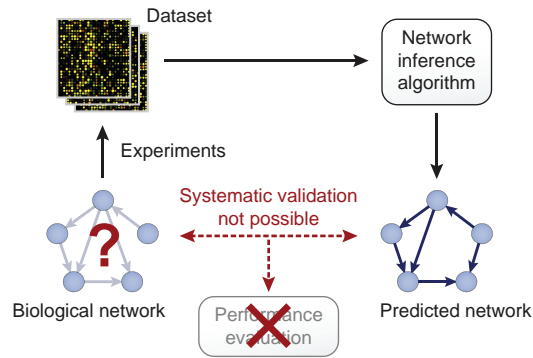 Dataset
Network
inference
algorithm
Experiments
Systematic validation
not possible
?
Biological network
Performance
evaluation
Predicted network